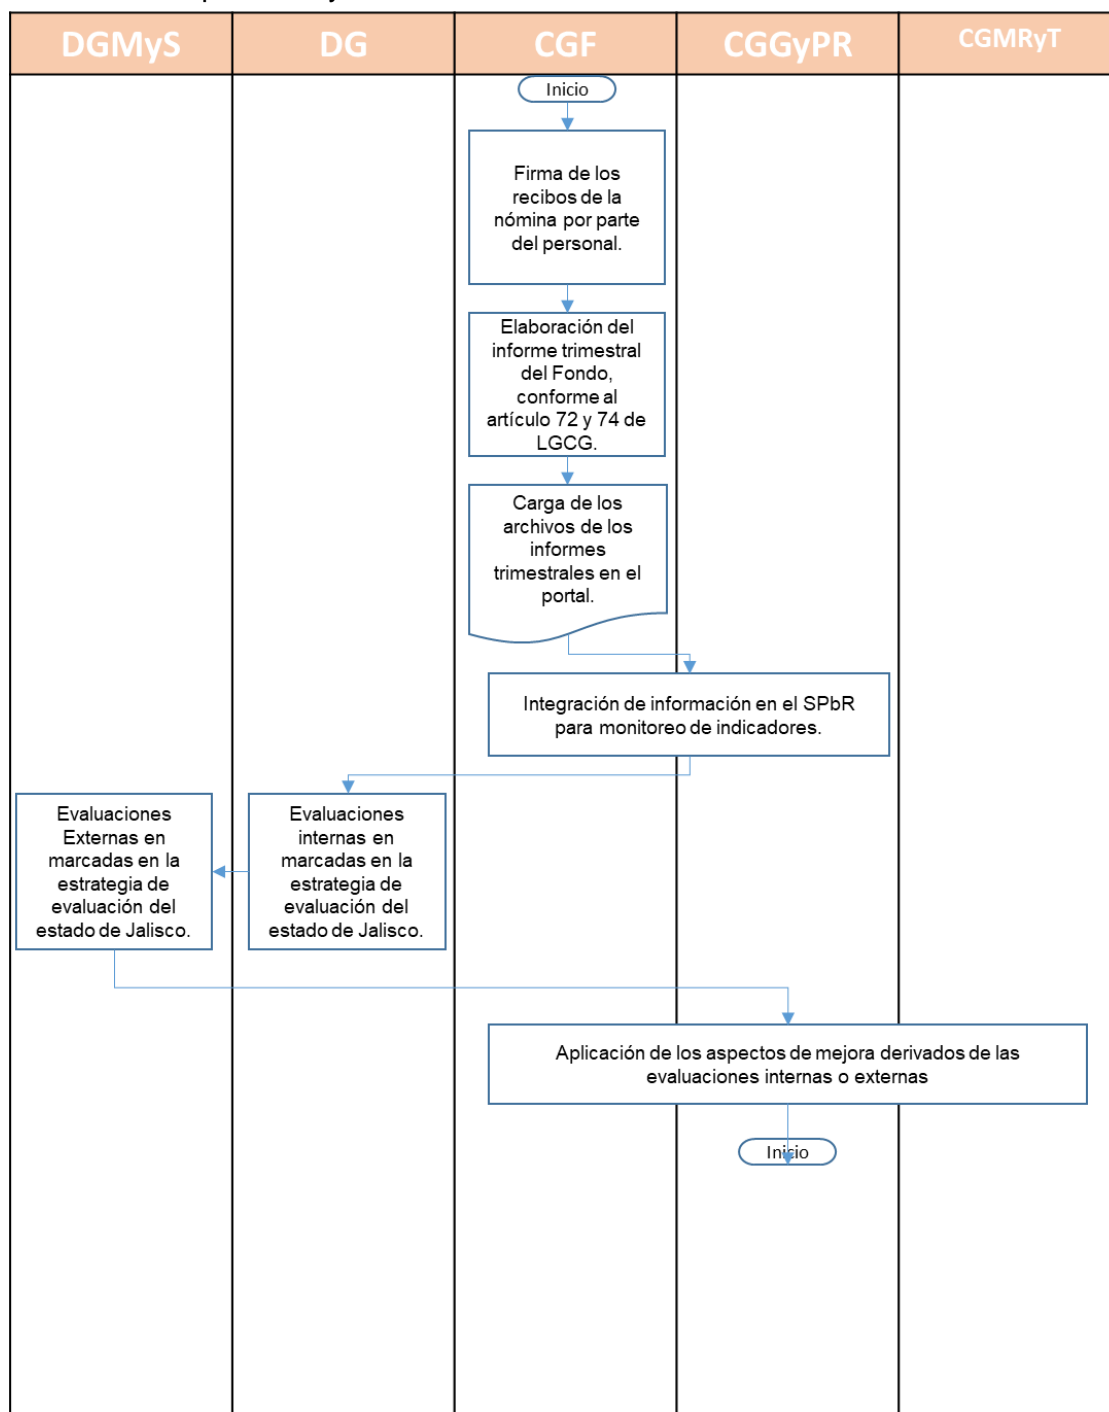 DGMyS DG CGF CGGyPR CGMRyT
Inicio
Firma de los
recibos de la
nómina por parte
del personal.
Elaboración del
informe trimestral
del Fondo,
conforme al
artículo 72 y 74 de
LGCG.
Carga de los
archivos de los
informes
trimestrales en el
portal.
Integración de información en el SPbR
para monitoreo de indicadores.
Evaluaciones
Externas en
marcadas en la
estrategia de
evaluación del
estado de Jalisco.
Evaluaciones
internas en
marcadas en la
estrategia de
evaluación del
estado de Jalisco.
Aplicación de los aspectos de mejora derivados de las
evaluaciones internas o externas
Inicio